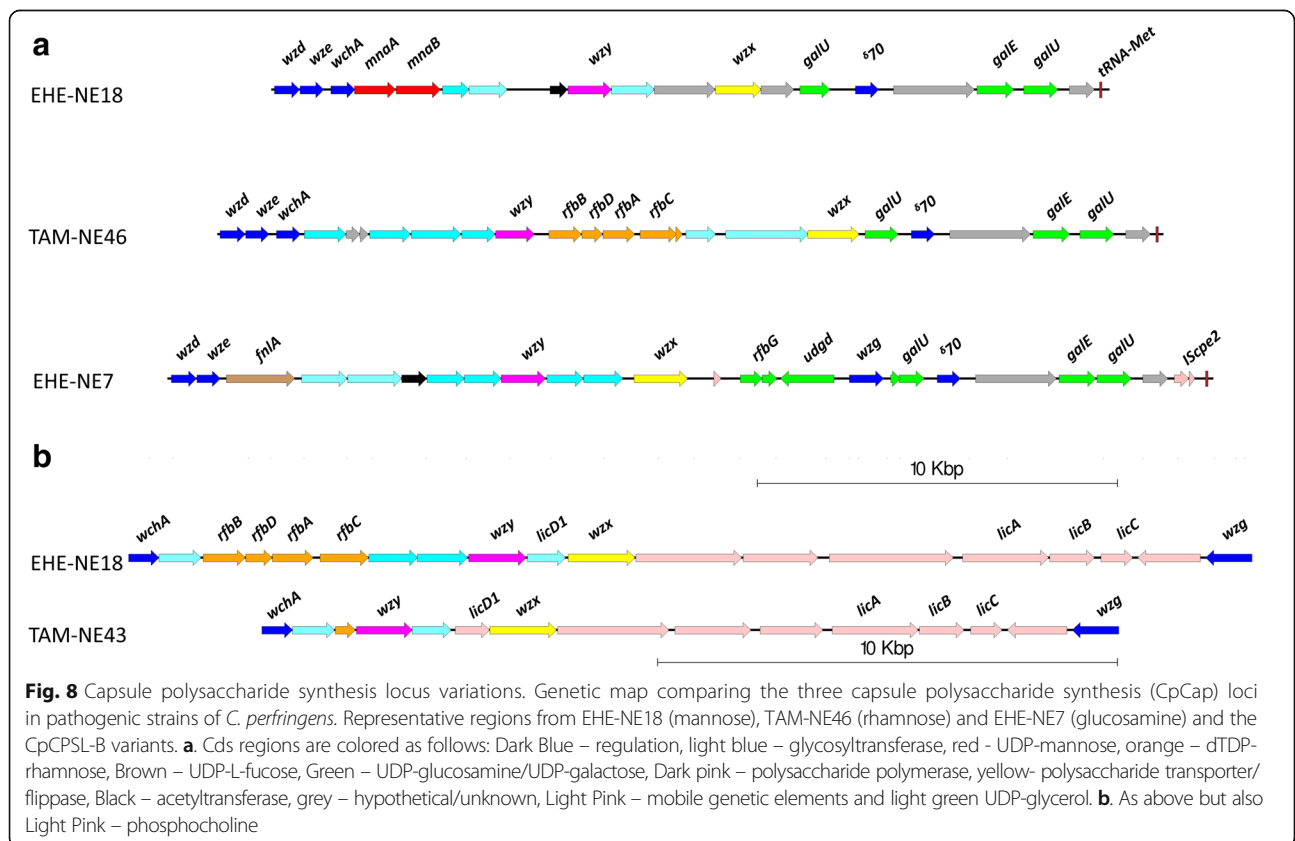 a
wzd wze wchA mnaA mnaB wzy wzx galU δ70 galE galU tRNA-Met
EHE-NE18
wzd wze wchA wzy rfbB rfbD rfbA rfbC wzx galU δ70 galE galU
TAM-NE46
wzd wze fnlA wzy wzx rfbG udgd wzg galU δ70 galE galU IScpe2
EHE-NE7
b
10 Kbp
wchA rfbB rfbD rfbA rfbC wzy licD1 wzx licA licB licC wzg
EHE-NE18
wchA wzy licD1 wzx licA licB licC wzg
TAM-NE43
10 Kbp
Fig. 8 Capsule polysaccharide synthesis locus variations. Genetic map comparing the three capsule polysaccharide synthesis (CpCap) loci
in pathogenic strains of C. perfringens. Representative regions from EHE-NE18 (mannose), TAM-NE46 (rhamnose) and EHE-NE7 (glucosamine) and the
CpCPSL-B variants. a. Cds regions are colored as follows: Dark Blue – regulation, light blue – glycosyltransferase, red - UDP-mannose, orange – dTDP-
rhamnose, Brown – UDP-L-fucose, Green – UDP-glucosamine/UDP-galactose, Dark pink – polysaccharide polymerase, yellow- polysaccharide transporter/
flippase, Black – acetyltransferase, grey – hypothetical/unknown, Light Pink – mobile genetic elements and light green UDP-glycerol. b. As above but also
Light Pink – phosphocholine